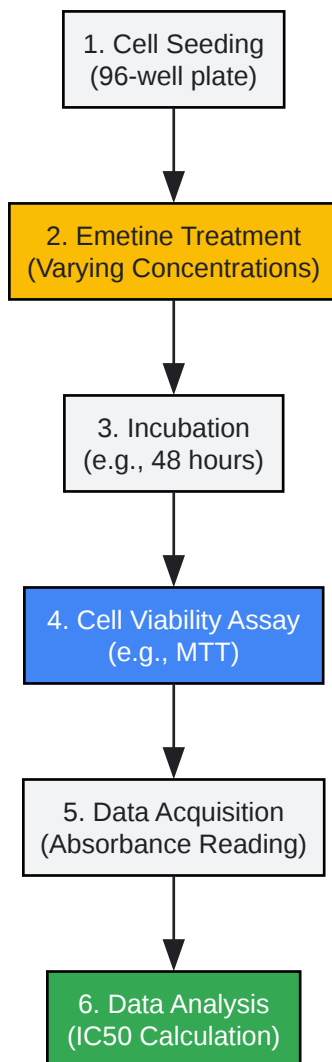 1. Cell Seeding
(96-well plate)
2. Emetine Treatment
(Varying Concentrations)
3. Incubation
(e.g., 48 hours)
4. Cell Viability Assay
(e.g., MTT)
5. Data Acquisition
(Absorbance Reading)
6. Data Analysis
(IC50 Calculation)